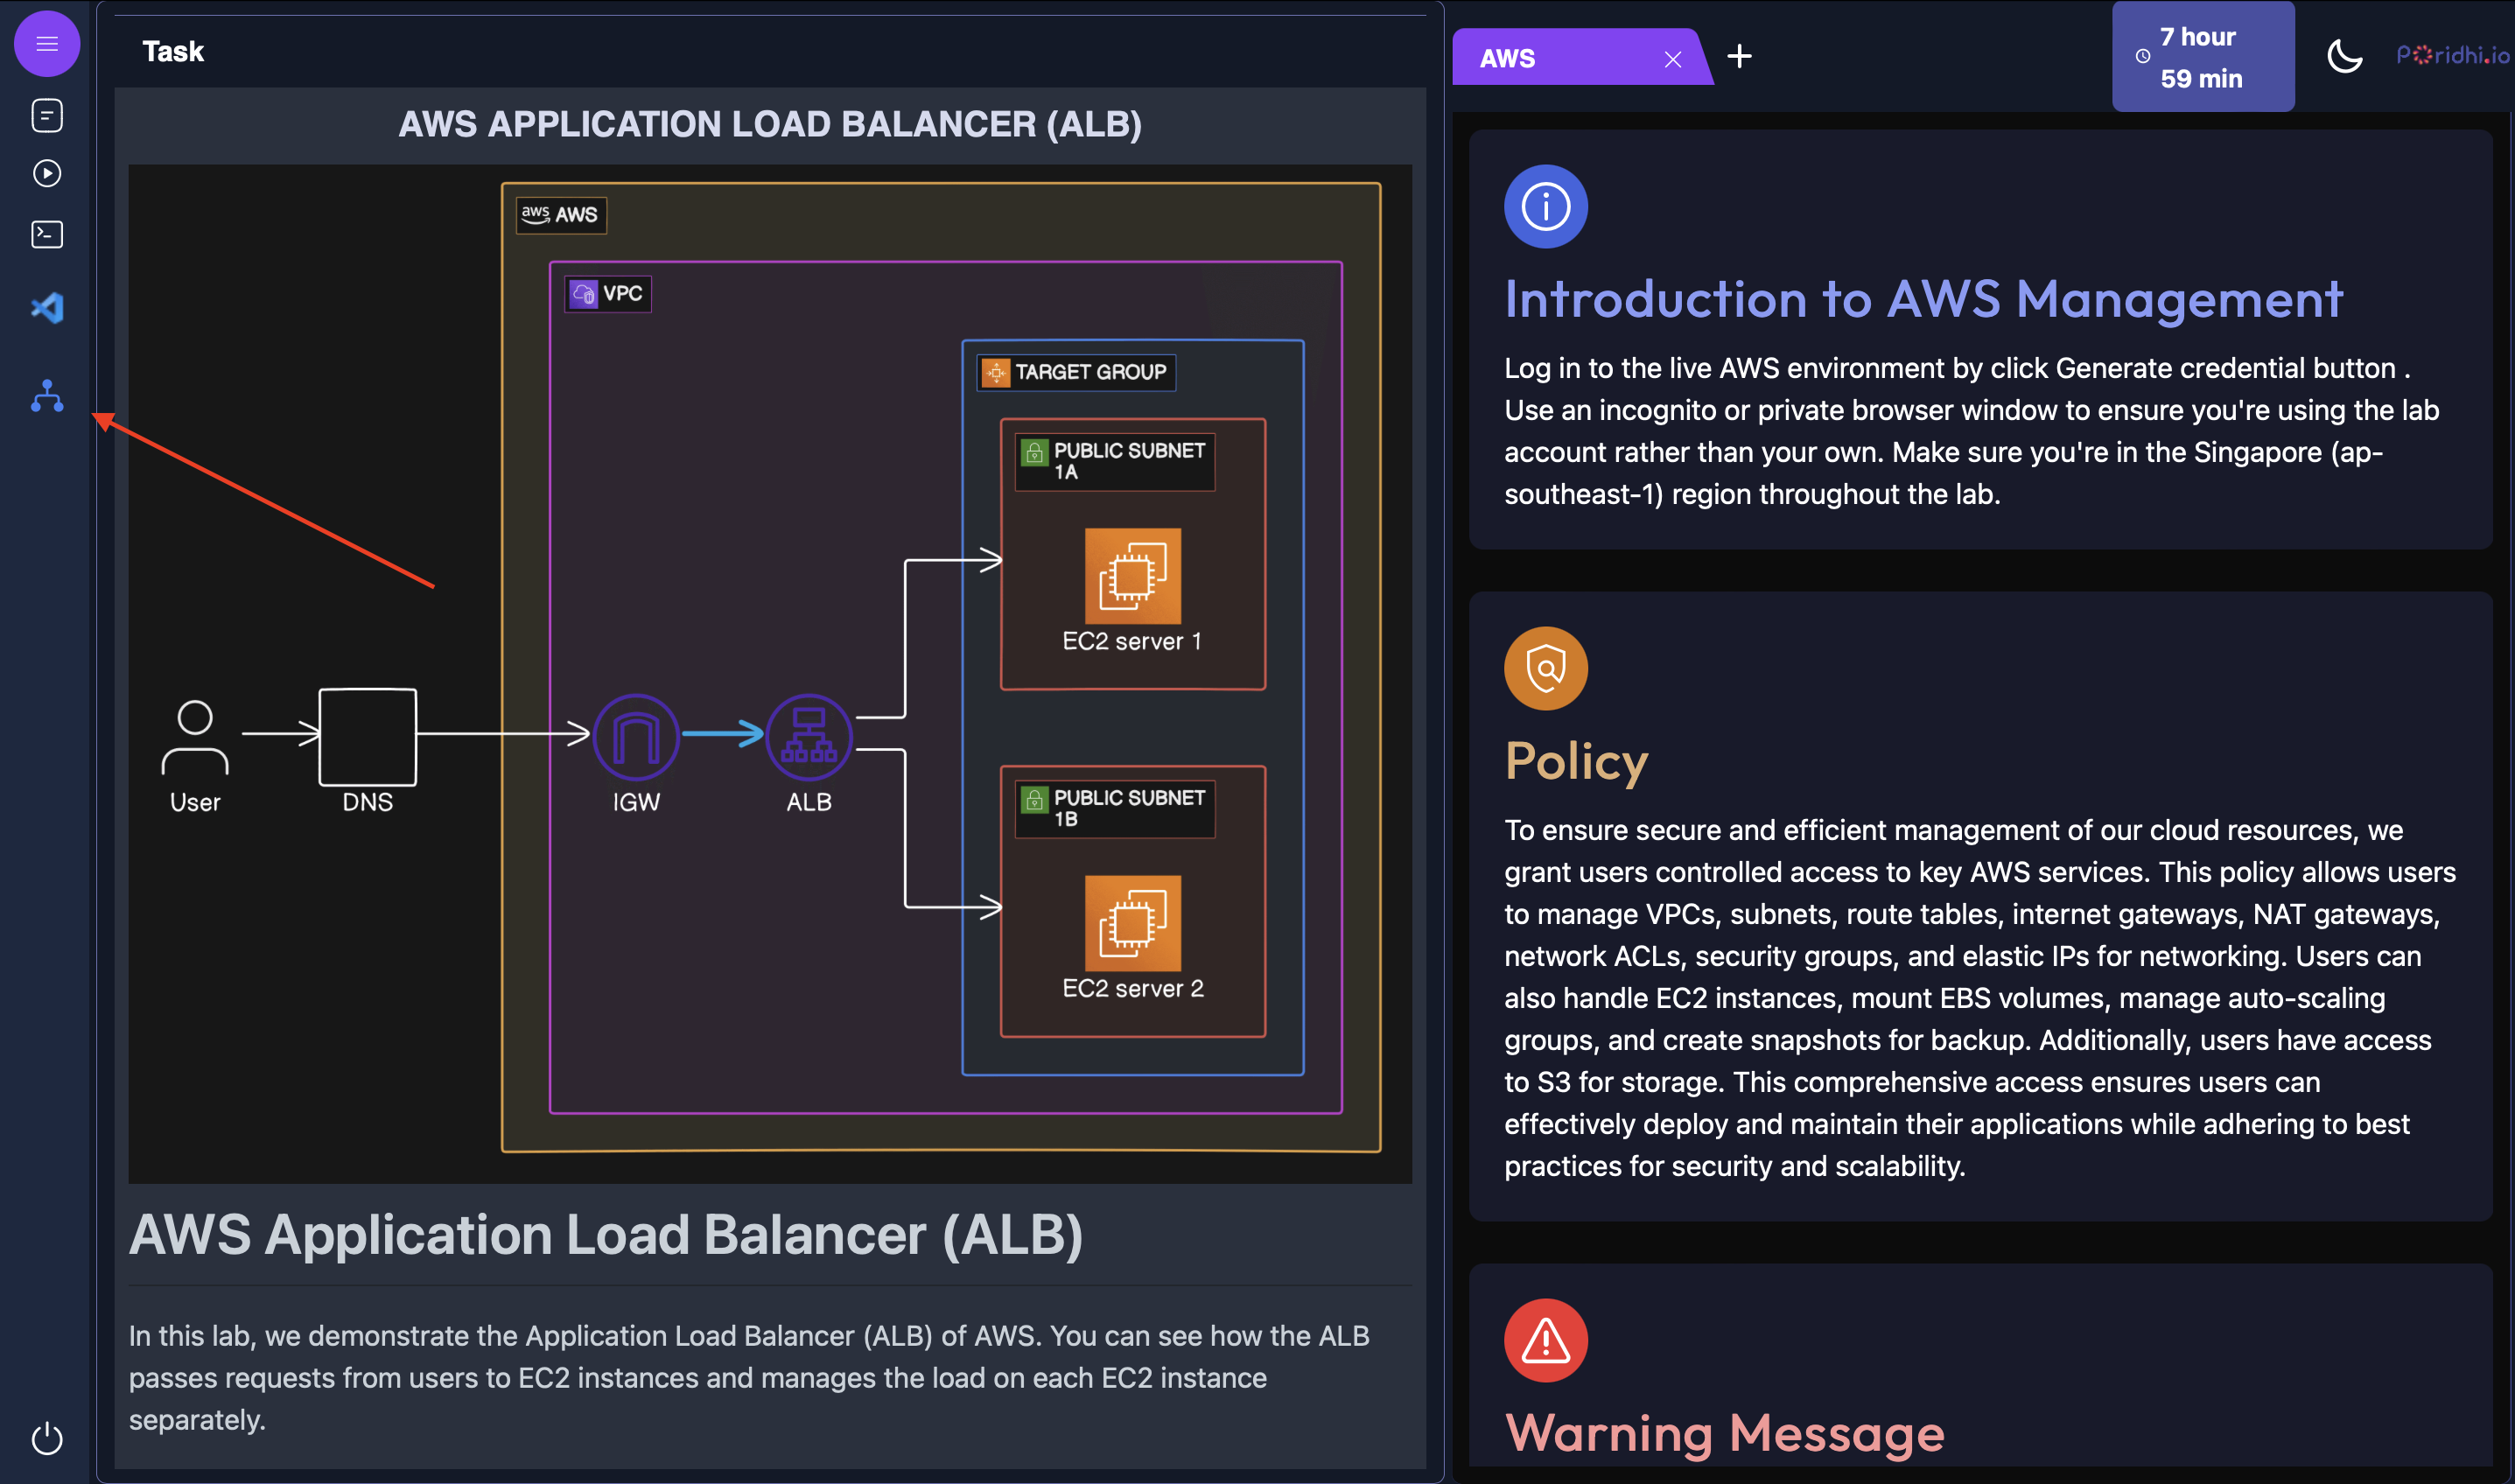 Task
AWS APPLICATION LOAD BALANCER (ALB)
aws AWS
VPC
TARGET GROUP
PUBLIC SUBNET
1A
EC2 server 1
User
DNS
IGW
ALB
PUBLIC SUBNET
1B
EC2 server 2
AWS Application Load Balancer (ALB)
In this lab, we demonstrate the Application Load Balancer (ALB) of AWS. You can see how the ALB
passes requests from users to EC2 instances and manages the load on each EC2 instance
separately.
AWS
7 hour
59 min
Poridhi.io
Introduction to AWS Management
Log in to the live AWS environment by click Generate credential button .
Use an incognito or private browser window to ensure you're using the lab
account rather than your own. Make sure you're in the Singapore (ap-
southeast-1) region throughout the lab.
Policy
To ensure secure and efficient management of our cloud resources, we
grant users controlled access to key AWS services. This policy allows users
to manage VPCs, subnets, route tables, internet gateways, NAT gateways,
network ACLs, security groups, and elastic IPs for networking. Users can
also handle EC2 instances, mount EBS volumes, manage auto-scaling
groups, and create snapshots for backup. Additionally, users have access
to S3 for storage. This comprehensive access ensures users can
effectively deploy and maintain their applications while adhering to best
practices for security and scalability.
Warning Message